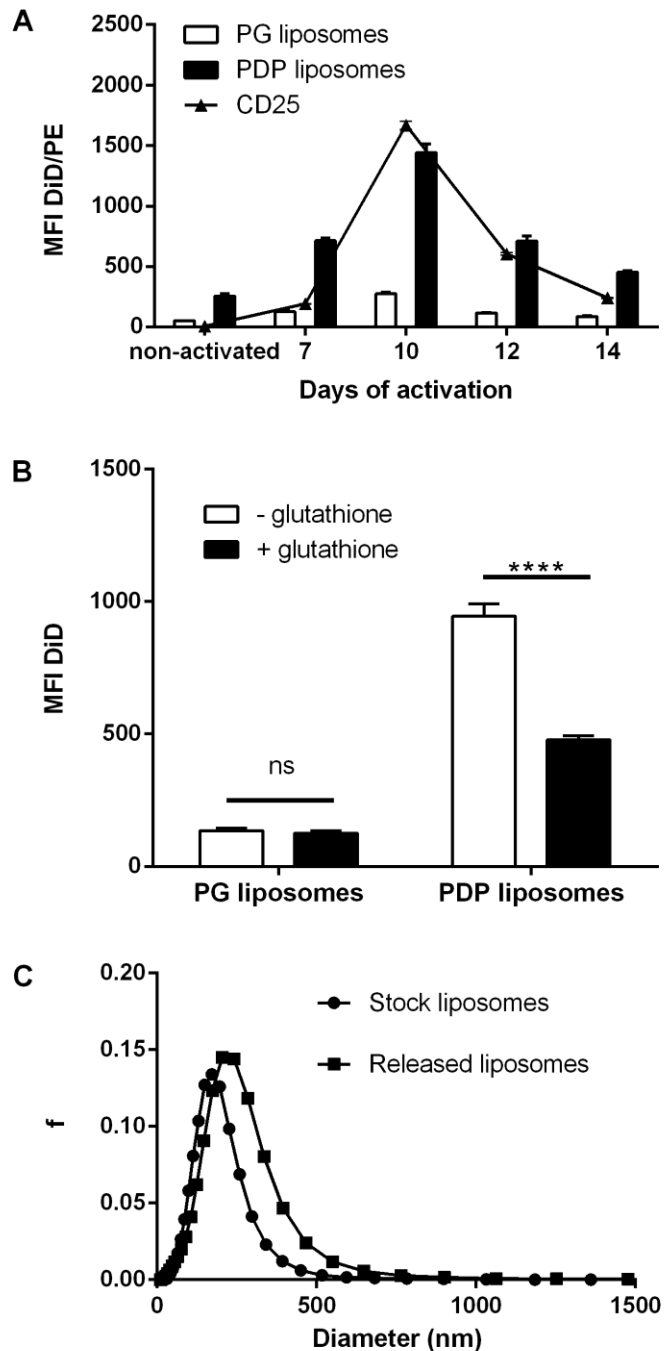 A
PG liposomes
PDP liposomes
CD25
MFI DiD/PE
2500
2000
1500
1000
500
0
non-activated 7 10 12 14
Days of activation
B
- glutathione
+ glutathione
MFI DiD
1500
1000
500
0
ns
****
PG liposomes PDP liposomes
C
Stock liposomes
Released liposomes
f
0.20
0.15
0.10
0.05
0.00
0 500 1000 1500
Diameter (nm)